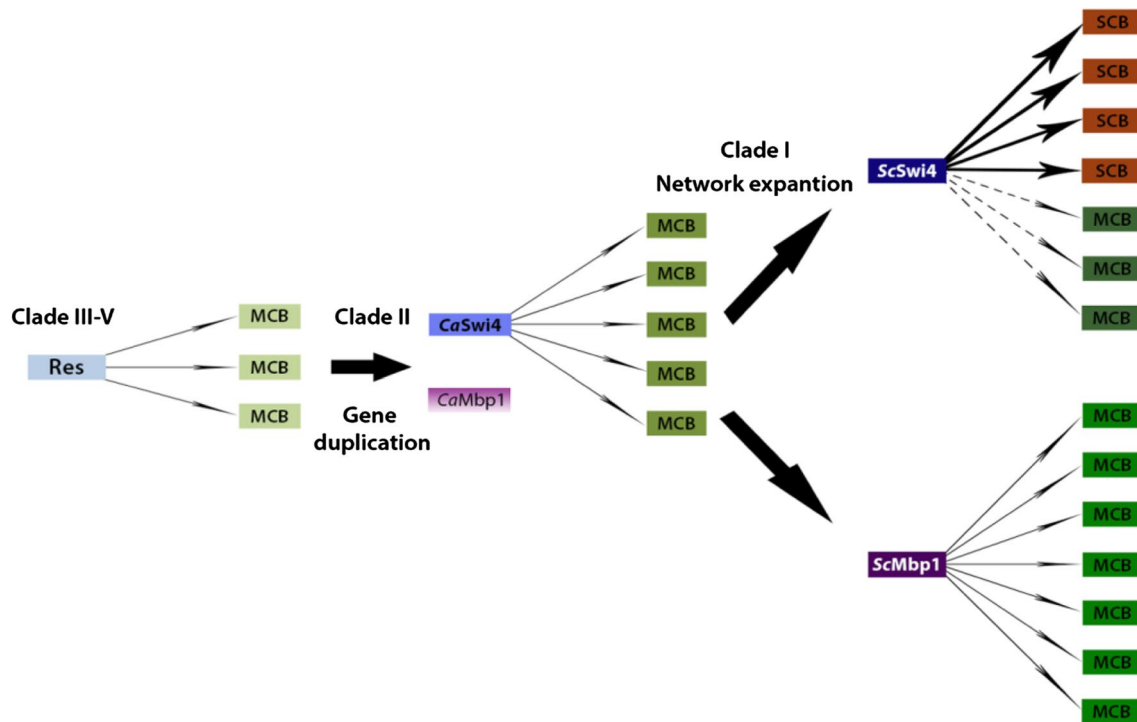 Clade III-V
Res
MCB
MCB
MCB
Clade II
Gene
duplication
CaSwi4
CaMbp1
MCB
MCB
MCB
MCB
MCB
Clade I
Network expantion
ScSwi4
SCB
SCB
SCB
SCB
MCB
MCB
MCB
ScMbp1
MCB
MCB
MCB
MCB
MCB
MCB
MCB